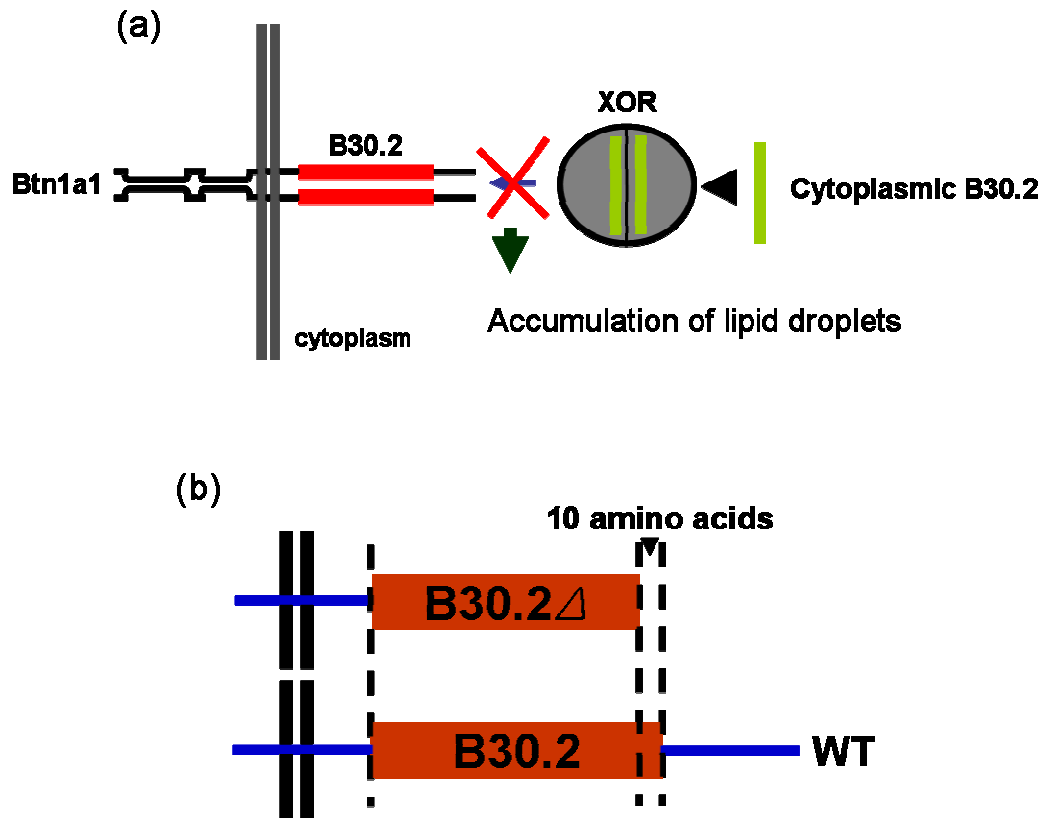 (a)
XOR
B30.2
Btn1a1
Cytoplasmic B30.2
Accumulation of lipid droplets
cytoplasm
(b)
10 amino acids
B30.2Δ
B30.2
WT